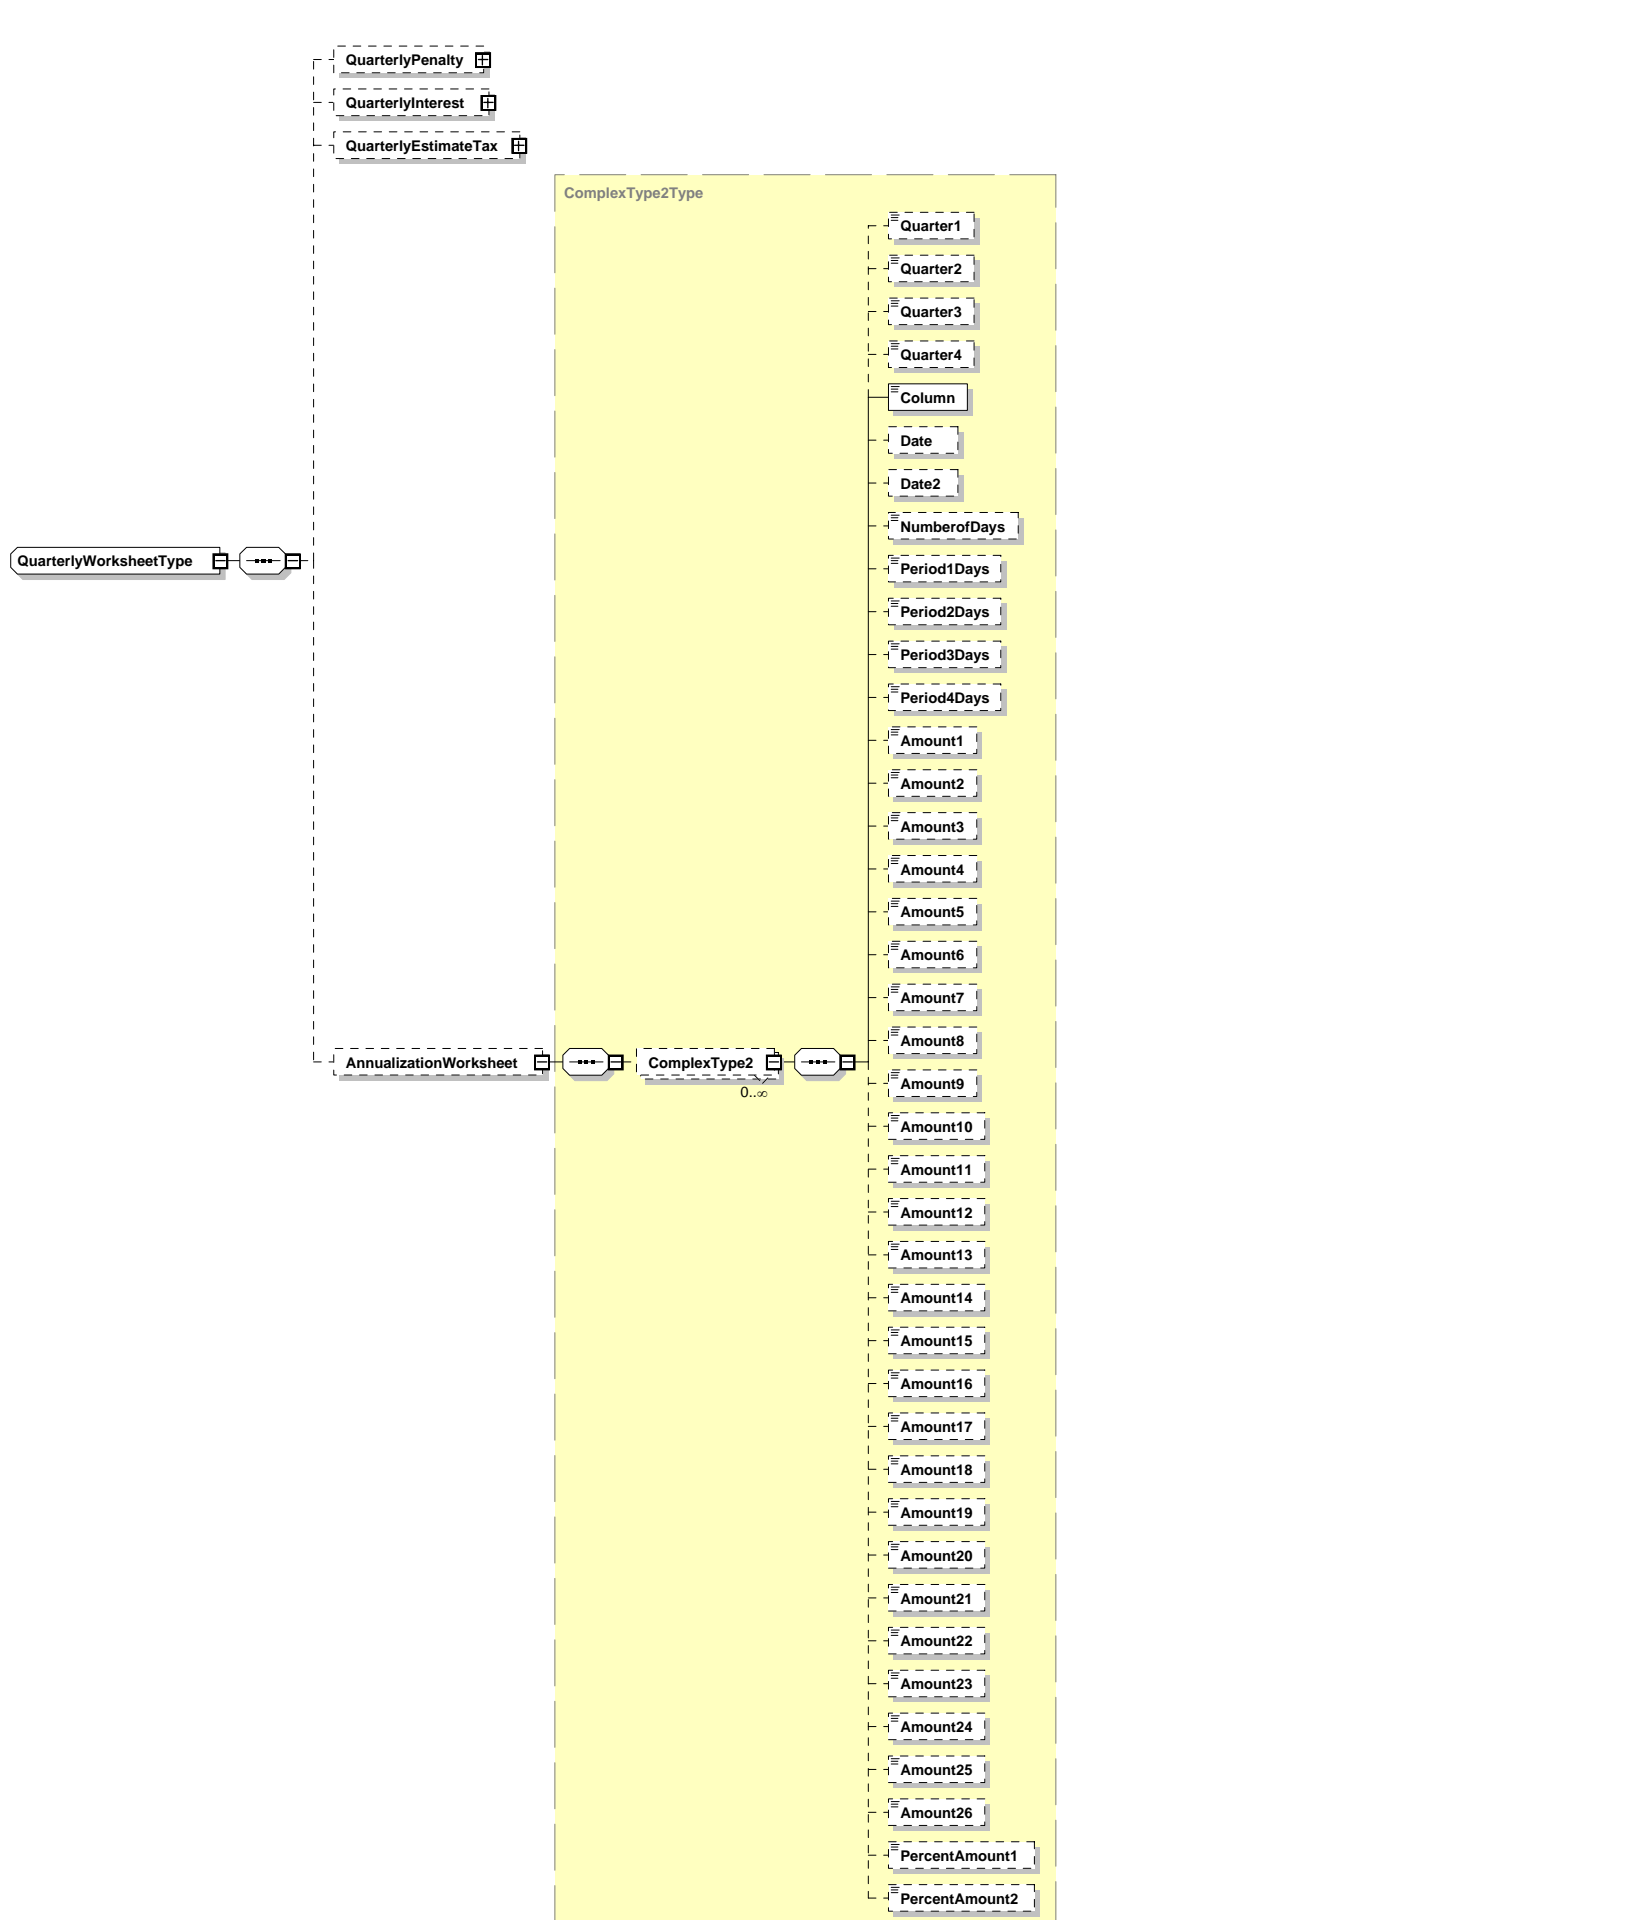 QuarterlyPenalty
QuarterlyInterest
QuarterlyEstimateTax
ComplexType2Type
Quarter1
Quarter2
Quarter3
Quarter4
Column
Date
Date2
NumberofDays
QuarterlyWorksheetType
Period1Days
Period2Days
Period3Days
Period4Days
Amount1
Amount2
Amount3
Amount4
Amount5
Amount6
Amount7
Amount8
AnnualizationWorksheet
ComplexType2
0..∞
Amount9
Amount10
Amount11
Amount12
Amount13
Amount14
Amount15
Amount16
Amount17
Amount18
Amount19
Amount20
Amount21
Amount22
Amount23
Amount24
Amount25
Amount26
PercentAmount1
PercentAmount2